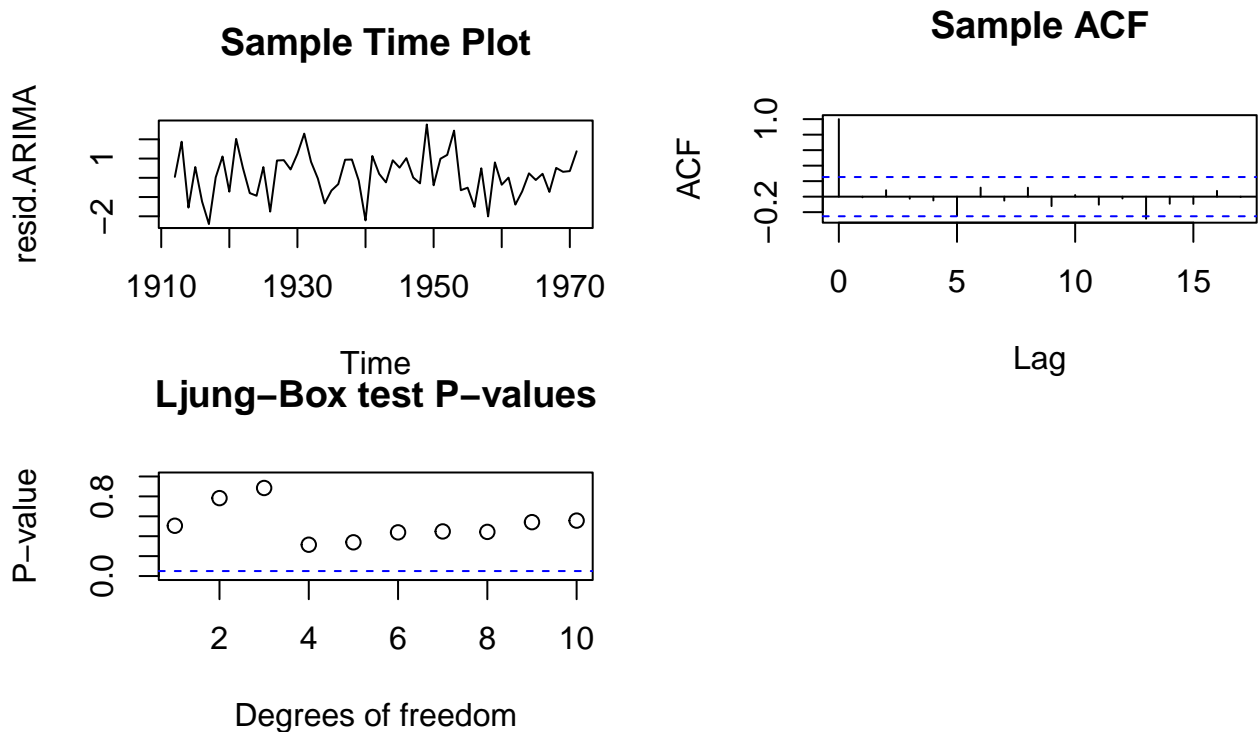 Sample Time Plot
resid.ARIMA
1
−2
1910 1930 1950 1970
Time
Sample ACF
ACF
1.0
−0.2
0 5 10 15
Lag
Ljung−Box test P−values
P−value
0.8
0.0
2 4 6 8 10
Degrees of freedom